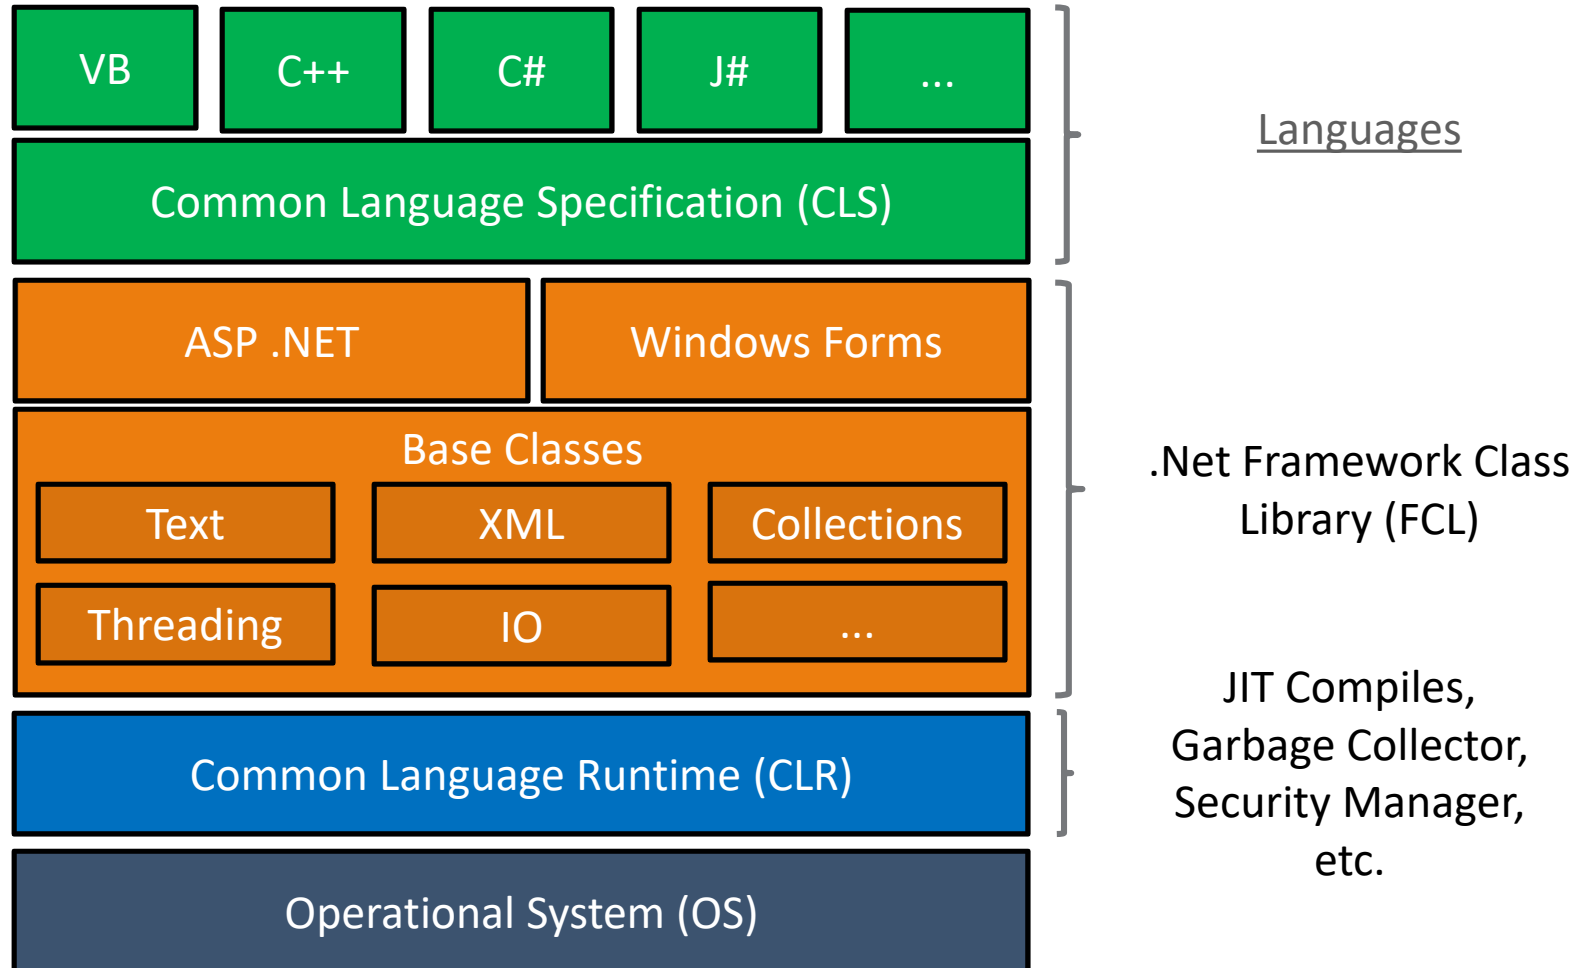 VB
C++
C#
J#
...
Languages
Common Language Specification (CLS)
ASP .NET
Windows Forms
Base Classes
Text
XML
Collections
Threading
IO
...
.Net Framework Class
Library (FCL)
Common Language Runtime (CLR)
JIT Compiles,
Garbage Collector,
Security Manager,
etc.
Operational System (OS)